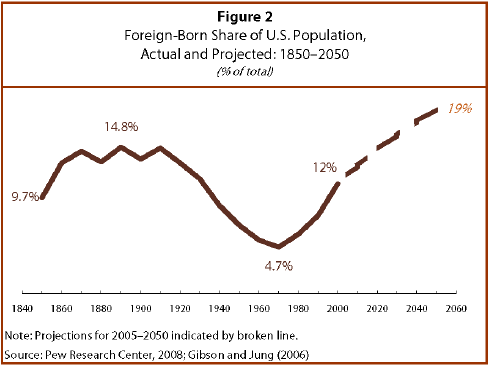 Figure 2
Foreign-Born Share of U.S. Population,
Actual and Projected: 1850–2050
(% of total)
19%
14.8%
12%
9.7%
4.7%
1840 1860 1880 1900 1920 1940 1960 1980 2000 2020 2040 2060
Note: Projections for 2005–2050 indicated by broken line.
Source: Pew Research Center, 2008; Gibson and Jung (2006)